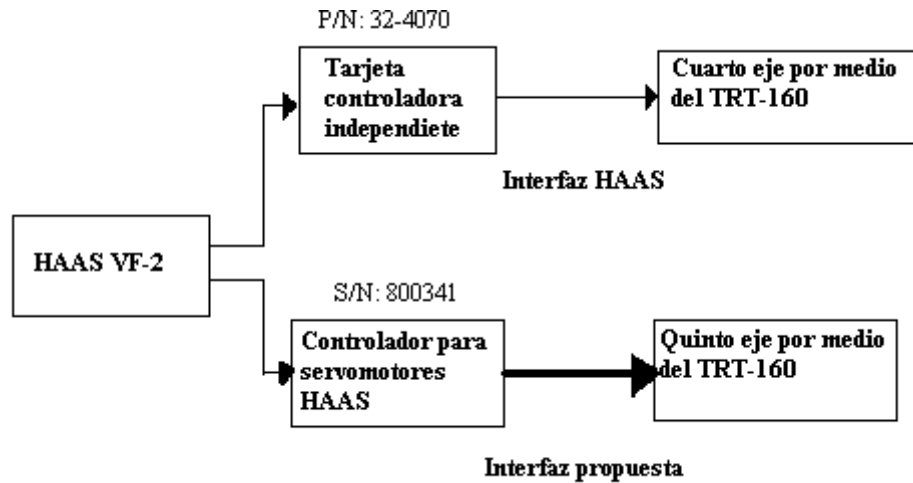 P/N: 32-4070
Tarjeta
controladora
independiete
Cuarto eje por medio
del TRT-160
Interfaz HAAS
HAAS VF-2
S/N: 800341
Controlador para
servomotores
HAAS
Quinto eje por medio
del TRT-160
Interfaz propuesta